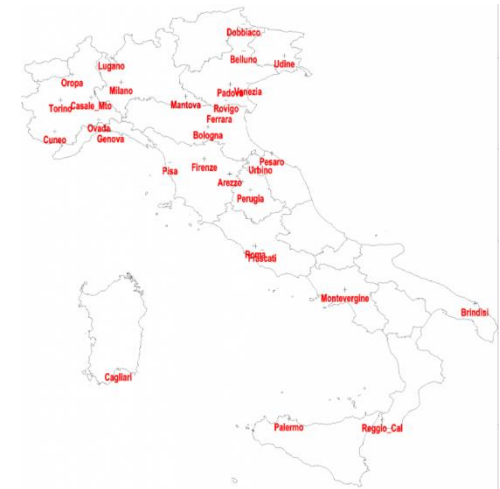 Dobbiaco
Belluno
Udine
Lugano
Oropa
Milano
Padova
Venezia
Torino
Casale_Mto
Mantova
Rovigo
Ferrara
Ovada
Bologna
Cuneo
Genova
Pesaro
Pisa
Firenze
Urbino
Arezzo
Perugia
Roma
Frascati
Montevergine
Brindisi
Cagliari
Palermo
Reggio_Cal